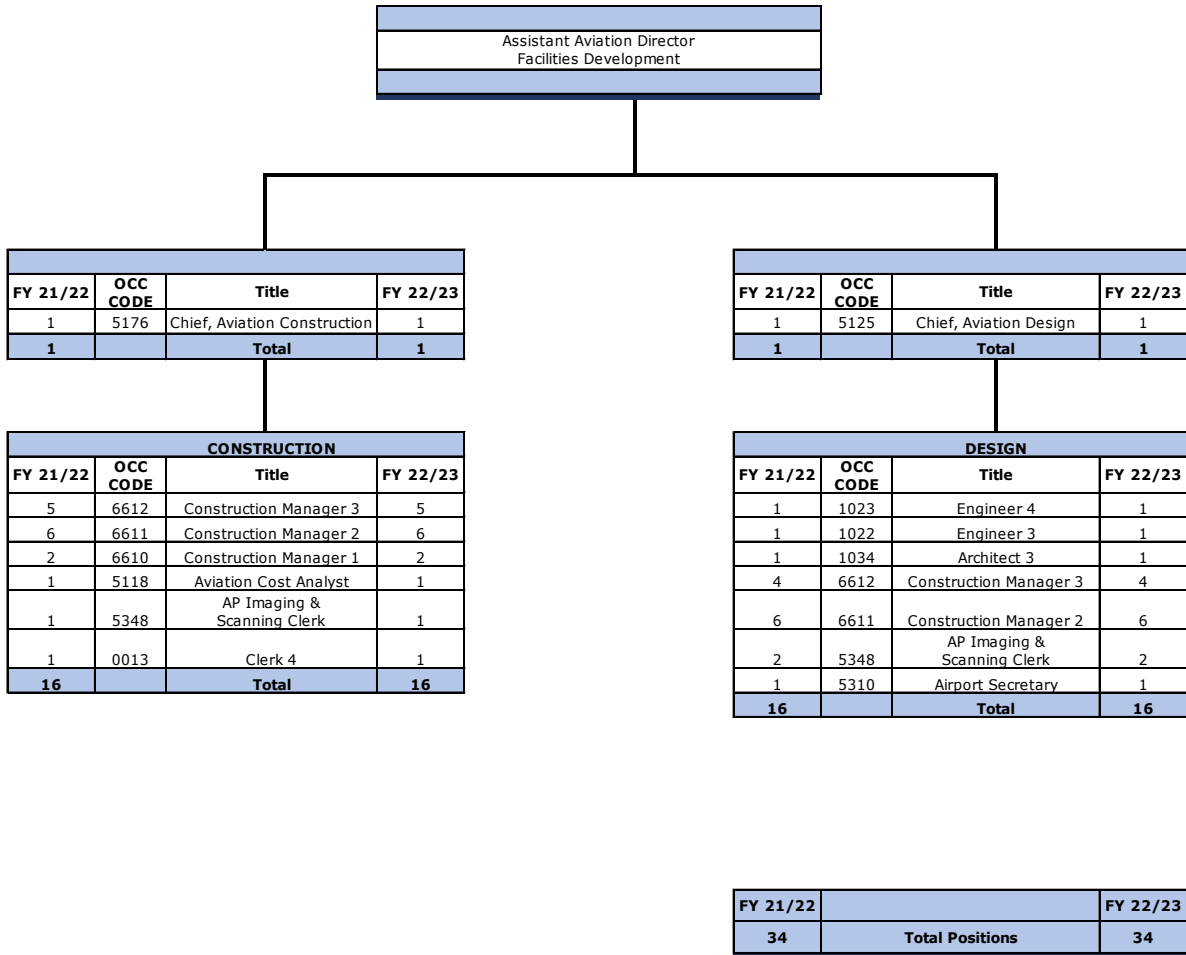 Assistant Aviation Director
Facilities Development
FY 21/22 OCC CODE Title FY 22/23
1 5176 Chief, Aviation Construction 1
1 Total 1
FY 21/22 OCC CODE Title FY 22/23
1 5125 Chief, Aviation Design 1
1 Total 1
CONSTRUCTION
FY 21/22 OCC CODE Title FY 22/23
5 6612 Construction Manager 3 5
6 6611 Construction Manager 2 6
2 6610 Construction Manager 1 2
1 5118 Aviation Cost Analyst 1
1 5348 AP Imaging & Scanning Clerk 1
1 0013 Clerk 4 1
16 Total 16
DESIGN
FY 21/22 OCC CODE Title FY 22/23
1 1023 Engineer 4 1
1 1022 Engineer 3 1
1 1034 Architect 3 1
4 6612 Construction Manager 3 4
6 6611 Construction Manager 2 6
2 5348 AP Imaging & Scanning Clerk 2
1 5310 Airport Secretary 1
16 Total 16
FY 21/22 FY 22/23
34 Total Positions 34